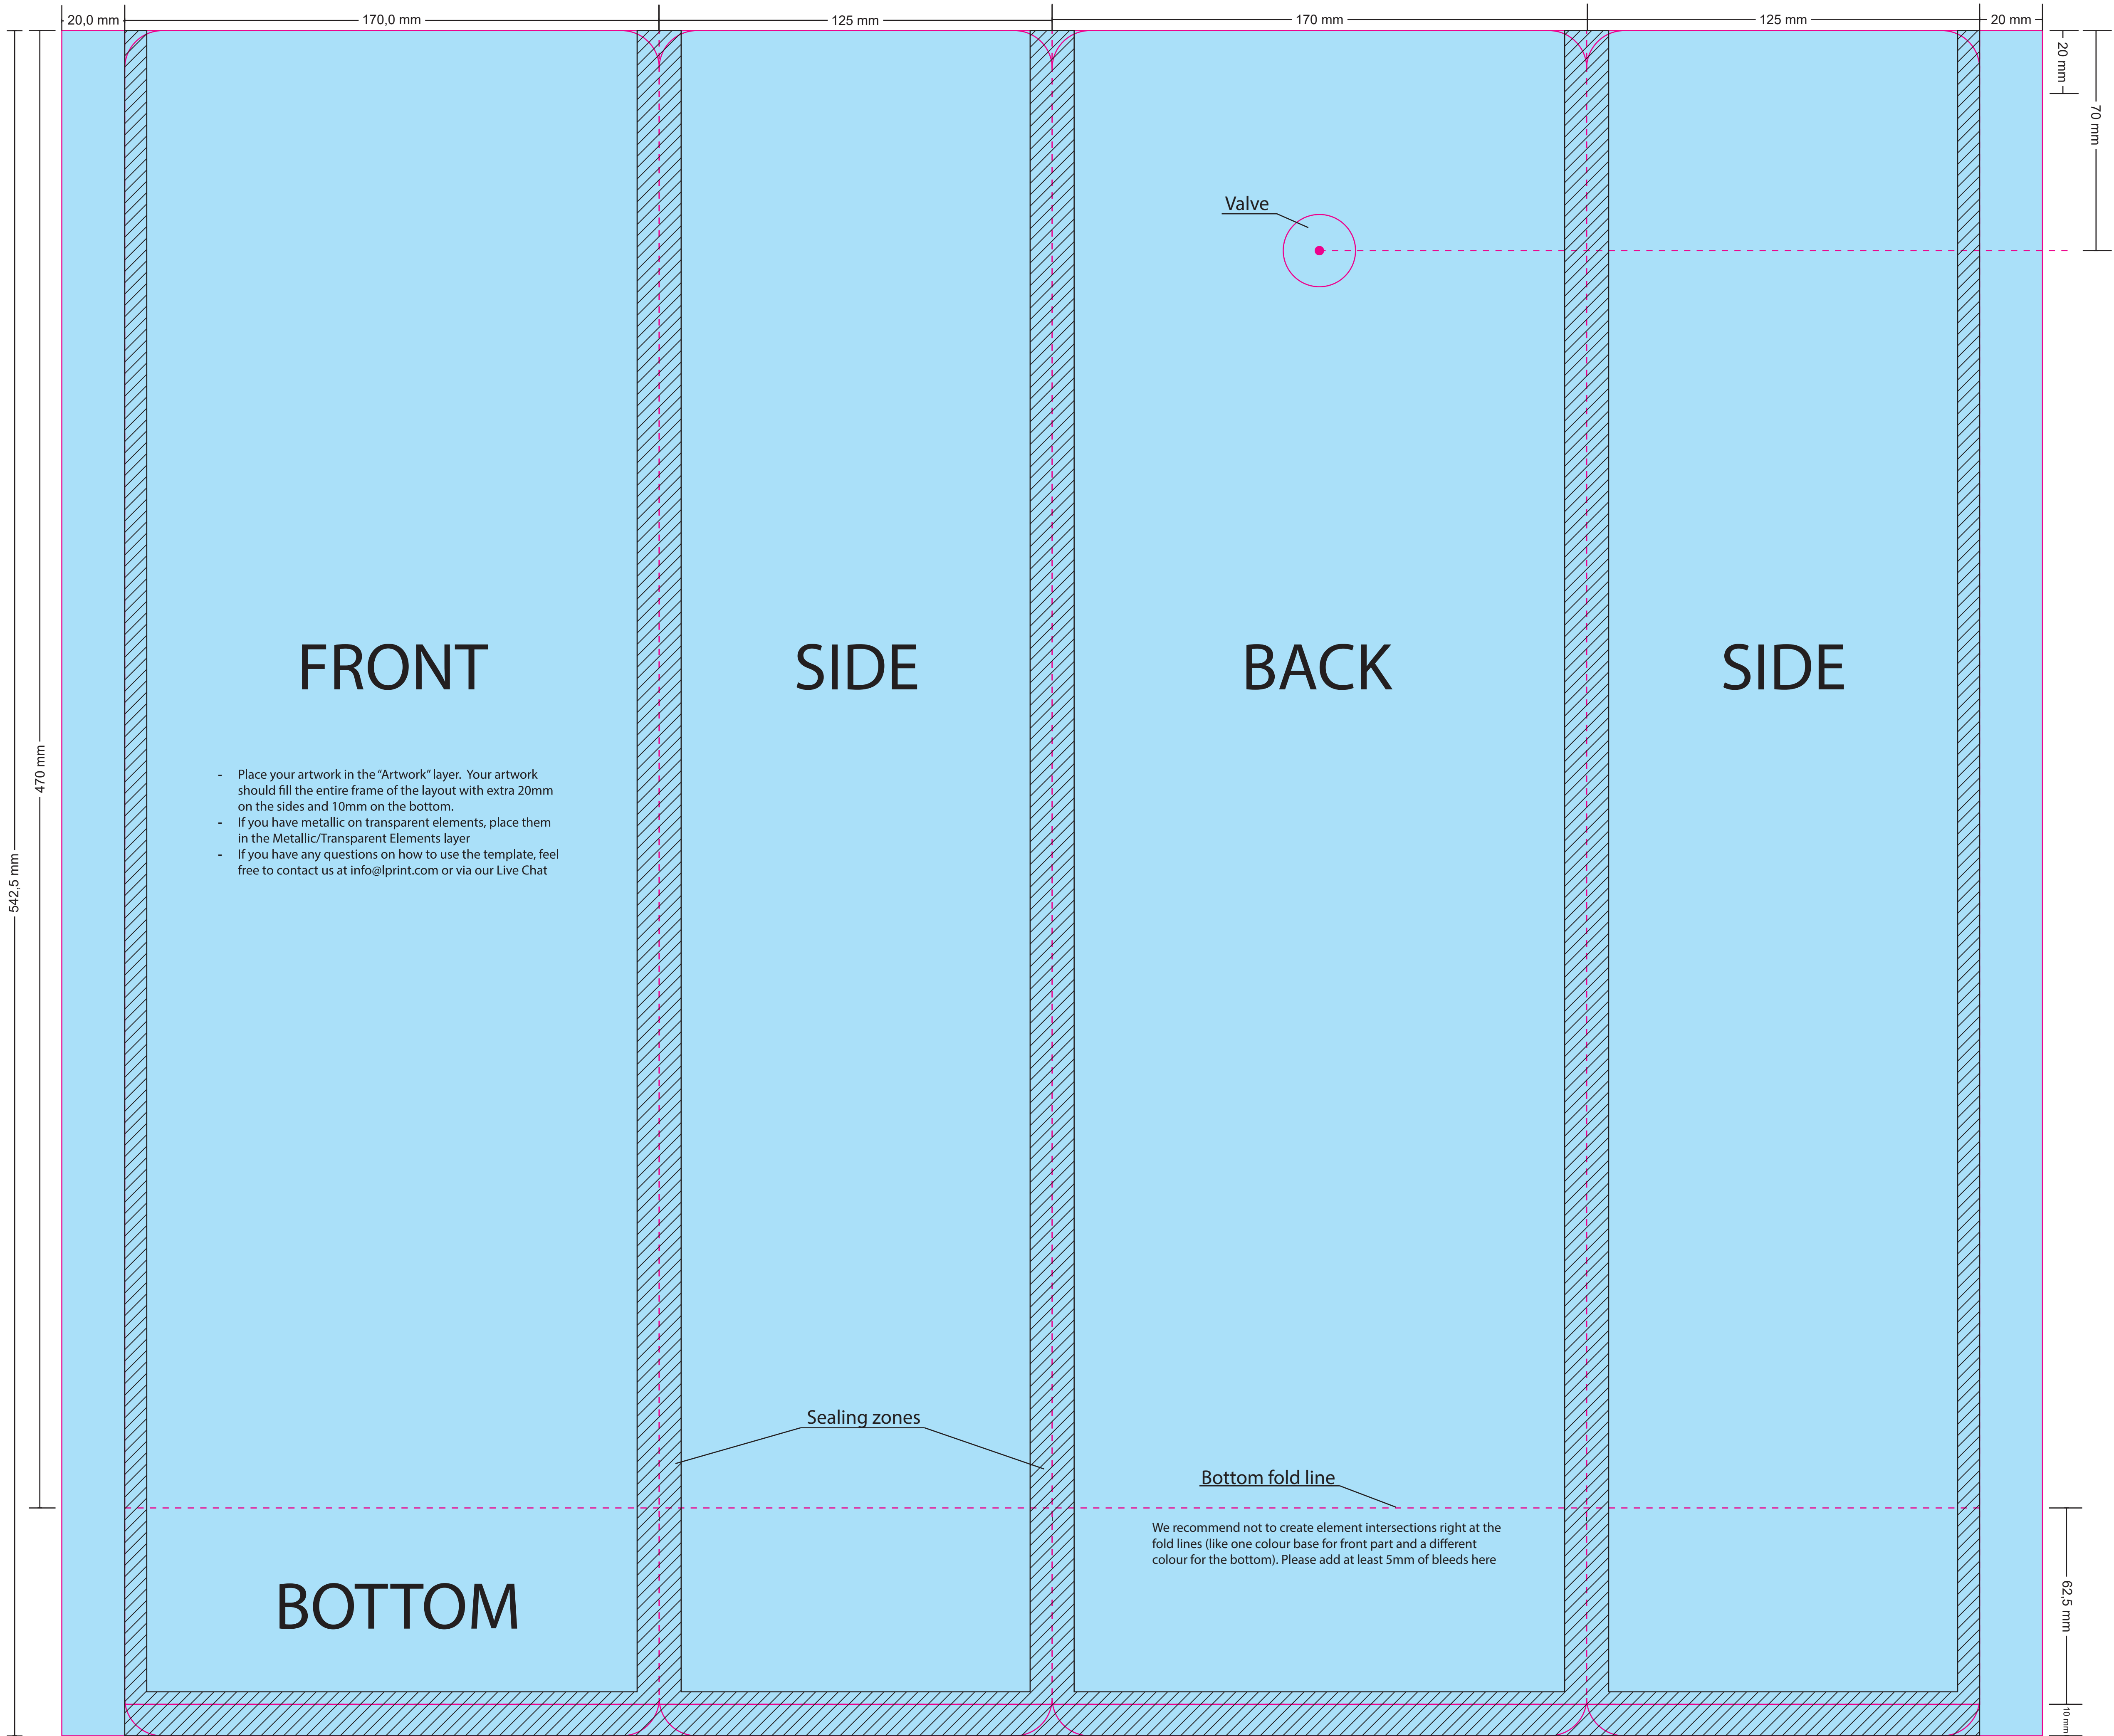 20,0 mm
170,0 mm
125 mm
170 mm
125 mm
20 mm
20 mm
70 mm
Valve
FRONT
SIDE
BACK
SIDE
470 mm
542,5 mm
- Place your artwork in the “Artwork” layer. Your artwork
should fill the entire frame of the layout with extra 20mm
on the sides and 10mm on the bottom.
- If you have metallic on transparent elements, place them
in the Metallic/Transparent Elements layer
- If you have any questions on how to use the template, feel
free to contact us at info@lprint.com or via our Live Chat
Sealing zones
Bottom fold line
We recommend not to create element intersections right at the
fold lines (like one colour base for front part and a different
colour for the bottom). Please add at least 5mm of bleeds here
BOTTOM
62,5 mm
10 mm